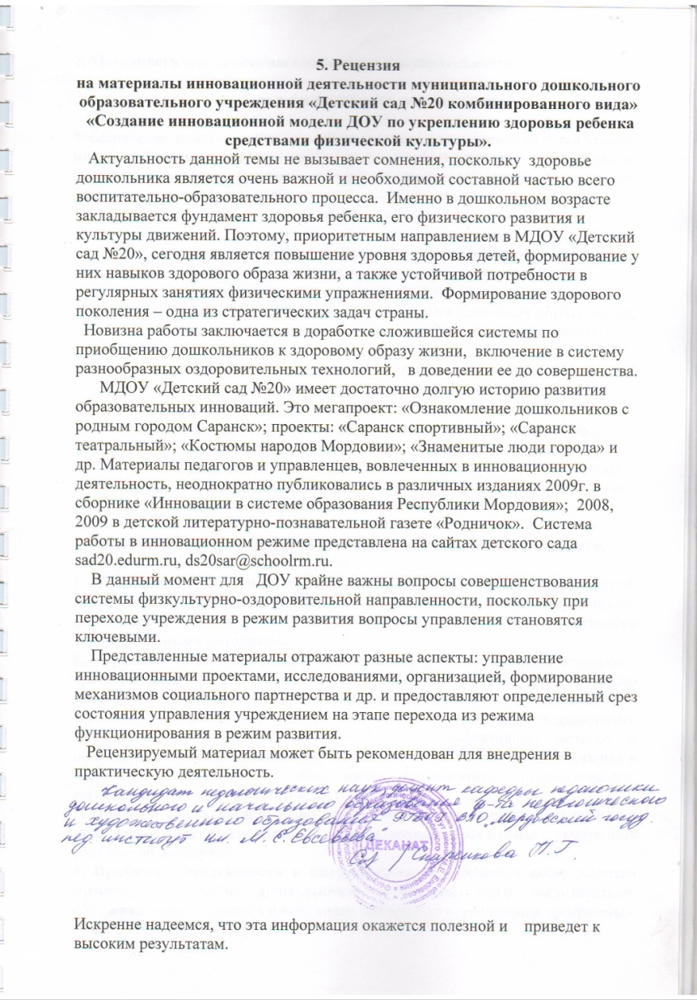 5. Рецензия
на материалы инновационной деятельности муниципального дошкольного
образовательного учреждения «Детский сад №20 комбинированного вида»
«Создание инновационной модели ДОУ по укреплению здоровья ребенка
средствами физической культуры».
Актуальность данной темы не вызывает сомнения, поскольку здоровье
дошкольника является очень важной и необходимой составной частью всего
воспитательно-образовательного процесса. Именно в дошкольном возрасте
закладывается фундамент здоровья ребенка, его физического развития и
культуры движений. Поэтому, приоритетным направлением в МДОУ «Детский
сад №20», сегодня является повышение уровня здоровья детей, формирование у
них навыков здорового образа жизни, а также устойчивой потребности в
регулярных занятиях физическими упражнениями. Формирование здорового
поколения – одна из стратегических задач страны.
Новизна работы заключается в доработке сложившейся системы по
приобщению дошкольников к здоровому образу жизни, включение в систему
разнообразных оздоровительных технологий, в доведении ее до совершенства.
МДОУ «Детский сад №20» имеет достаточно долгую историю развития
образовательных инноваций. Это мегапроект: «Ознакомление дошкольников с
родным городом Саранск»; проекты: «Саранск спортивный»; «Саранск
театральный»; «Костюмы народов Мордовии»; «Знаменитые люди города» и
др. Материалы педагогов и управленцев, вовлеченных в инновационную
деятельность, неоднократно публиковались в различных изданиях 2009г. в
сборнике «Инновации в системе образования Республики Мордовия»; 2008,
2009 в детской литературно-познавательной газете «Родничок». Система
работы в инновационном режиме представлена на сайтах детского сада
sad20.edurm.ru, ds20sar@schoolrm.ru.
В данный момент для ДОУ крайне важны вопросы совершенствования
системы физкультурно-оздоровительной направленности, поскольку при
переходе учреждения в режим развития вопросы управления становятся
ключевыми.
Представленные материалы отражают разные аспекты: управление
инновационными проектами, исследованиями, организацией, формирование
механизмов социального партнерства и др. и предоставляют определенный срез
состояния управления учреждением на этапе перехода из режима
функционирования в режим развития.
Рецензируемый материал может быть рекомендован для внедрения в
практическую деятельность.
Кандидат педагогических наук, доцент кафедры педагогики
дошкольного и начального образования ф-та педагогического
и художественного образования ФГБОУ ВПО „Мордовский госуд.
пед. институт им. М. Е. Евсевьева"
ДЕКАНАТ
Н. Г.
Искренне надеемся, что эта информация окажется полезной и приведет к
высоким результатам.